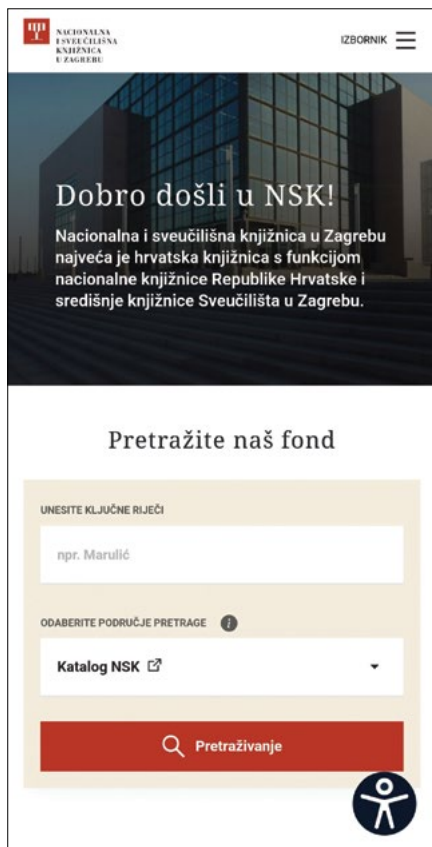 NACIONALNA
I SVEUČILIŠNA
KNJIŽNICA
U ZAGREBU
IZBORNIK
Dobro došli u NSK!
Nacionalna i sveučilišna knjižnica u Zagrebu
najveća je hrvatska knjižnica s funkcijom
nacionalne knjižnice Republike Hrvatske i
središnje knjižnice Sveučilišta u Zagrebu.
Pretražite naš fond
UNESITE KLJUČNE RIJEČI
npr. Marulić
ODABERITE PODRUČJE PRETRAGE i
Katalog NSK
Pretraživanje